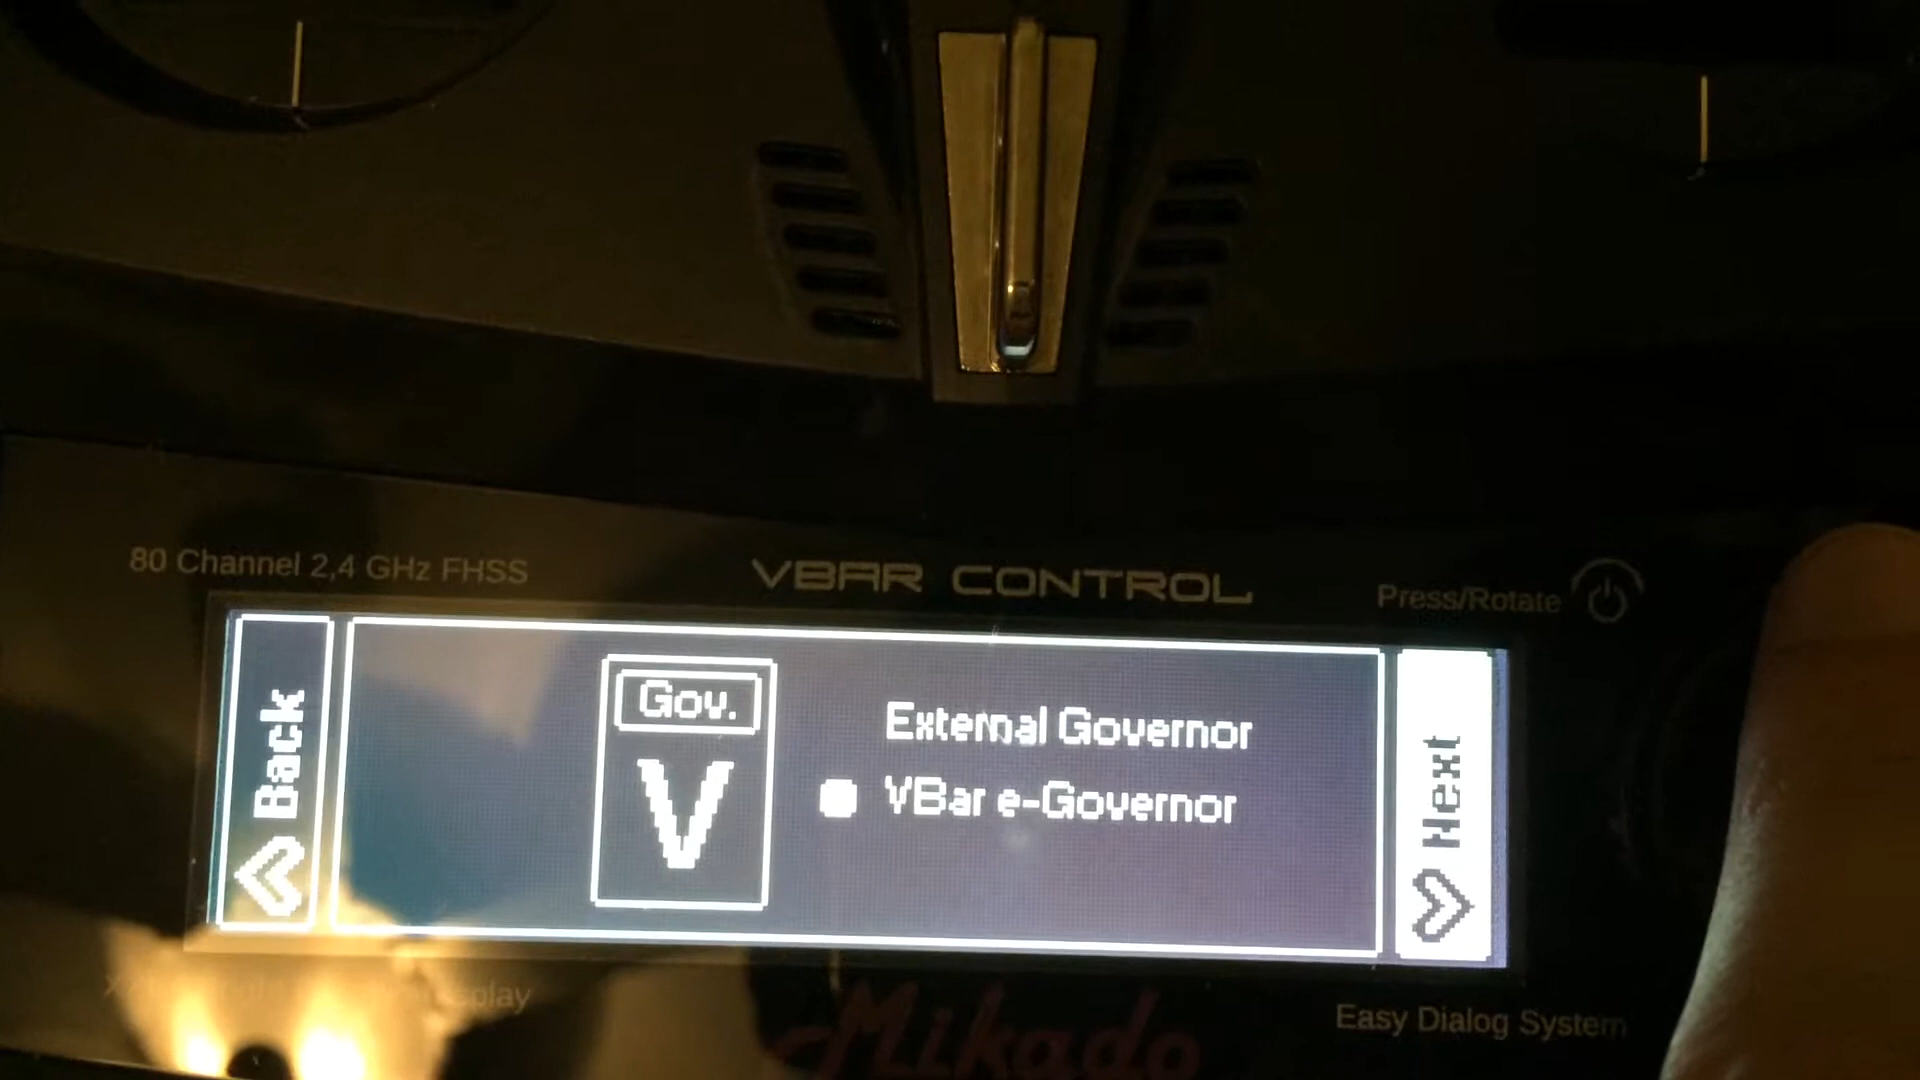 80 Channel 2,4 GHz FHSS
VBAR CONTROL
Press/Rotate
Back
Gov.
V
External Governor
VBar e-Governor
Next
Mikado
Easy Dialog System